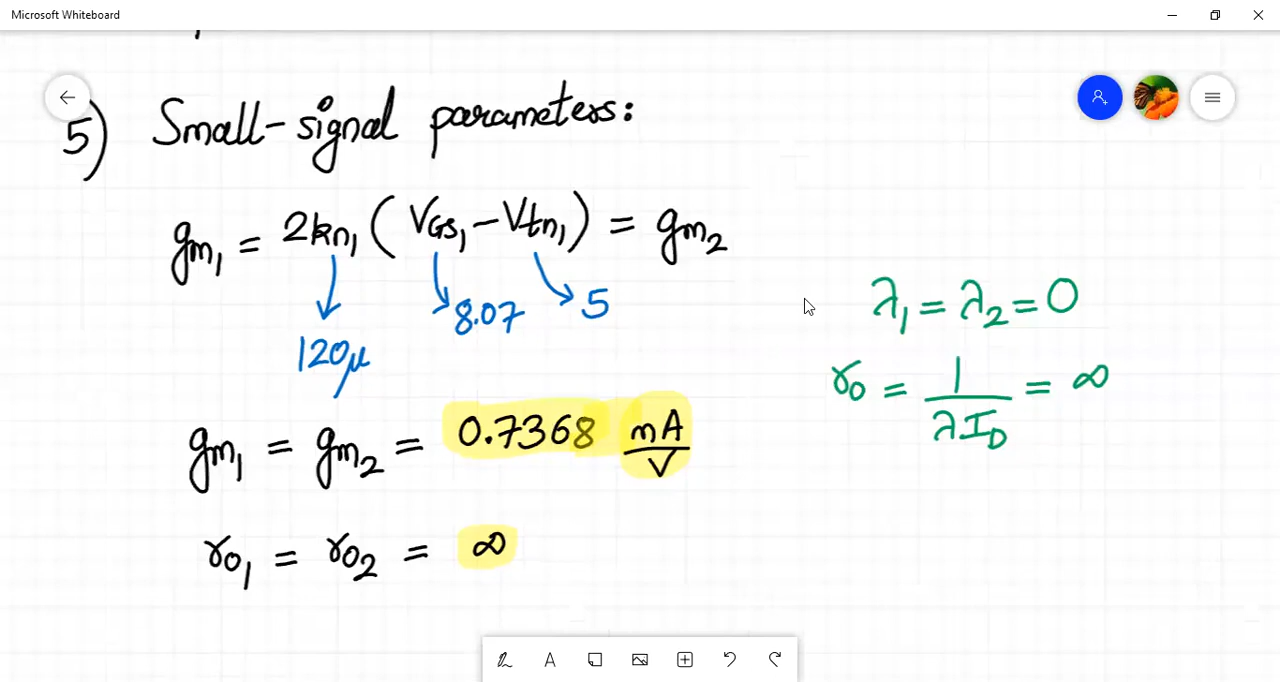 Microsoft Whiteboard
5) Small-signal parameters:
gm₁ = 2kn₁ ( VGS₁ - Vtn₁ ) = gm₂
120μ
8.07
5
gm₁ = gm₂ = 0.7368 mA/V
ro₁ = ro₂ = ∞
λ₁ = λ₂ = 0
ro = 1/λI_D = ∞